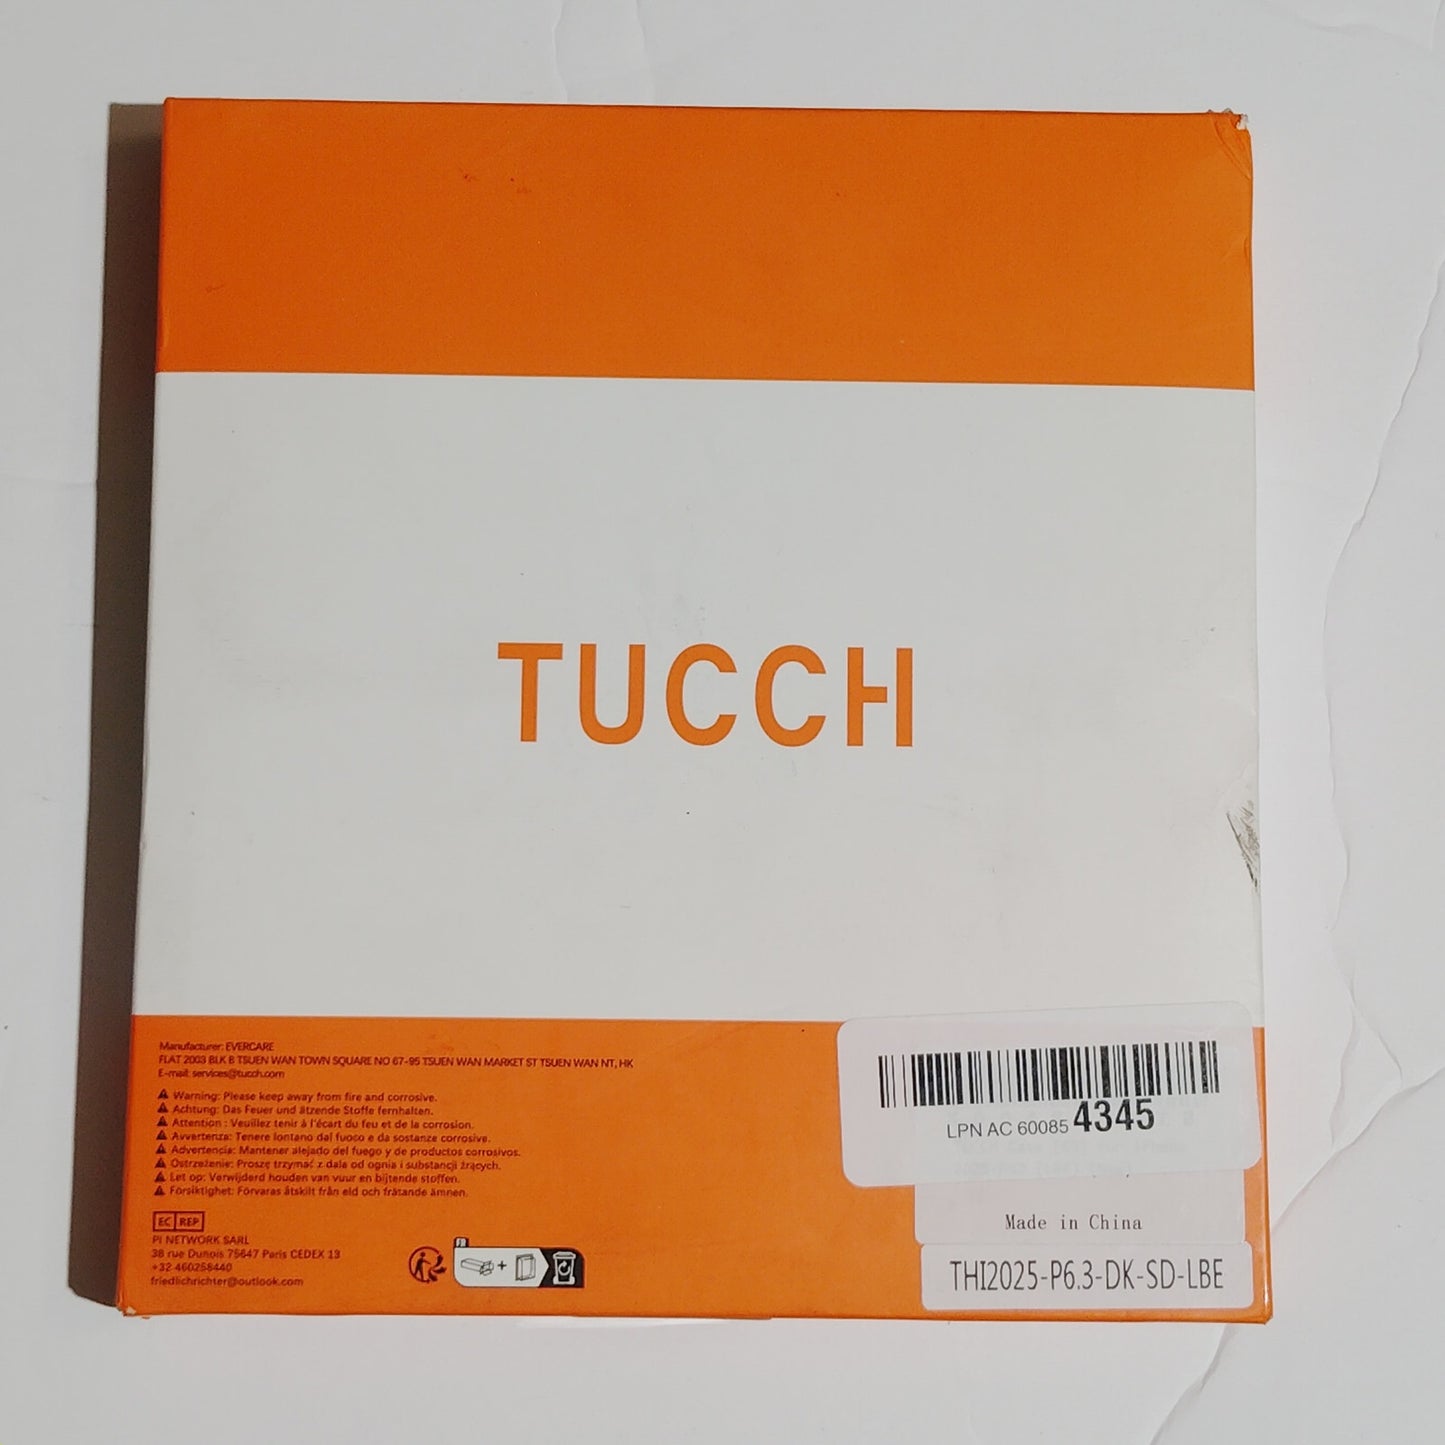 TUCCH
Manufacturer: EVERCARE
FLAT 2003 BLK B TSUEN WAN TOWN SQUARE NO 67-95 TSUEN WAN MARKET ST TSUEN WAN NT, HK
E-mail: services@tucch.com
Warning: Please keep away from fire and corrosive.
Achtung: Das Feuer und ätzende Stoffe fernhalten.
Attention : Veuillez tenir à l'écart du feu et de la corrosion.
Avvertenza: Tenere lontano dal fuoco e da sostanze corrosive.
Advertencia: Mantener alejado del fuego y de productos corrosivos.
Ostrzeżenie: Proszę trzymać z dala od ognia i substancji żrących.
Let op: Verwijderd houden van vuur en bijtende stoffen.
Försiktighet: Förvaras åtskilt från eld och frätande ämnen.
EC REP
PI NETWORK SARL
38 rue Dunois 75647 Paris CEDEX 13
+32 460258440
friedlichrichter@outlook.com
LPN AC 60085 4345
Made in China
THI2025-P6.3-DK-SD-LBE